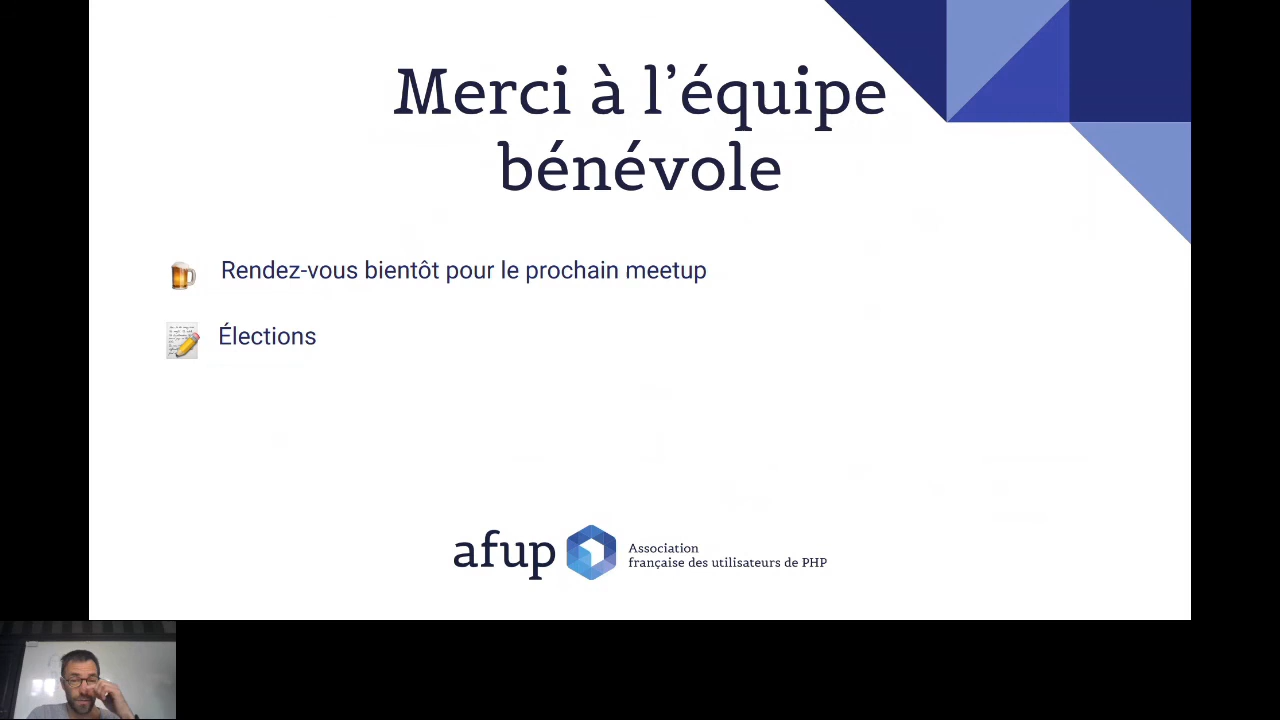 Merci à l’équipe
bénévole
Rendez-vous bientôt pour le prochain meetup
Élections
afup
Association
française des utilisateurs de PHP